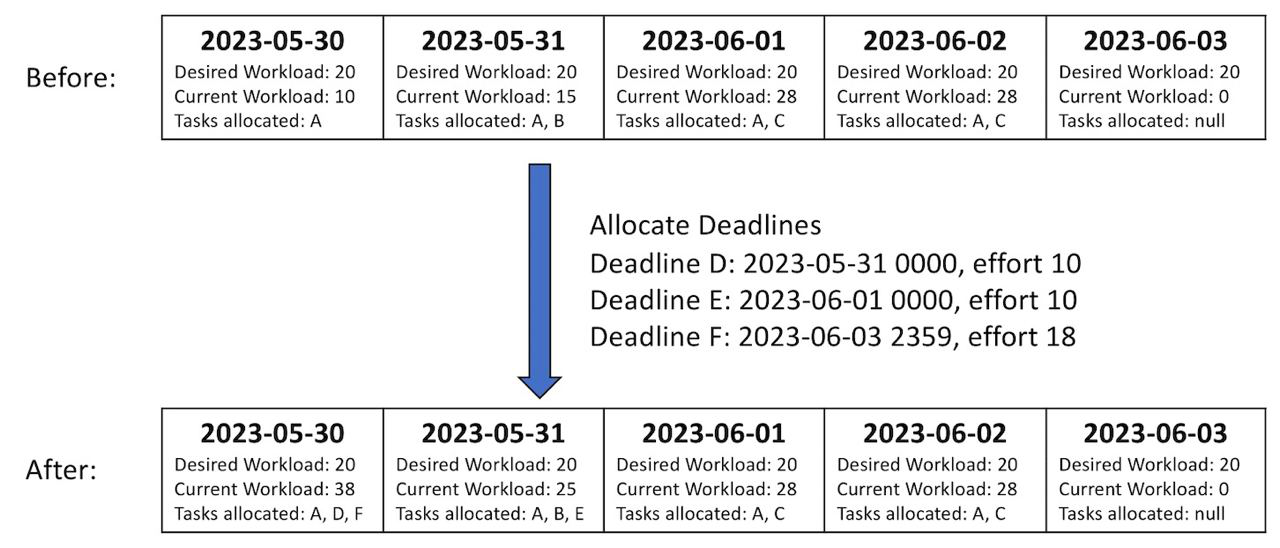 Before:
2023-05-30
Desired Workload: 20
Current Workload: 10
Tasks allocated: A
2023-05-31
Desired Workload: 20
Current Workload: 15
Tasks allocated: A, B
2023-06-01
Desired Workload: 20
Current Workload: 28
Tasks allocated: A, C
2023-06-02
Desired Workload: 20
Current Workload: 28
Tasks allocated: A, C
2023-06-03
Desired Workload: 20
Current Workload: 0
Tasks allocated: null
Allocate Deadlines
Deadline D: 2023-05-31 0000, effort 10
Deadline E: 2023-06-01 0000, effort 10
Deadline F: 2023-06-03 2359, effort 18
After:
2023-05-30
Desired Workload: 20
Current Workload: 38
Tasks allocated: A, D, F
2023-05-31
Desired Workload: 20
Current Workload: 25
Tasks allocated: A, B, E
2023-06-01
Desired Workload: 20
Current Workload: 28
Tasks allocated: A, C
2023-06-02
Desired Workload: 20
Current Workload: 28
Tasks allocated: A, C
2023-06-03
Desired Workload: 20
Current Workload: 0
Tasks allocated: null